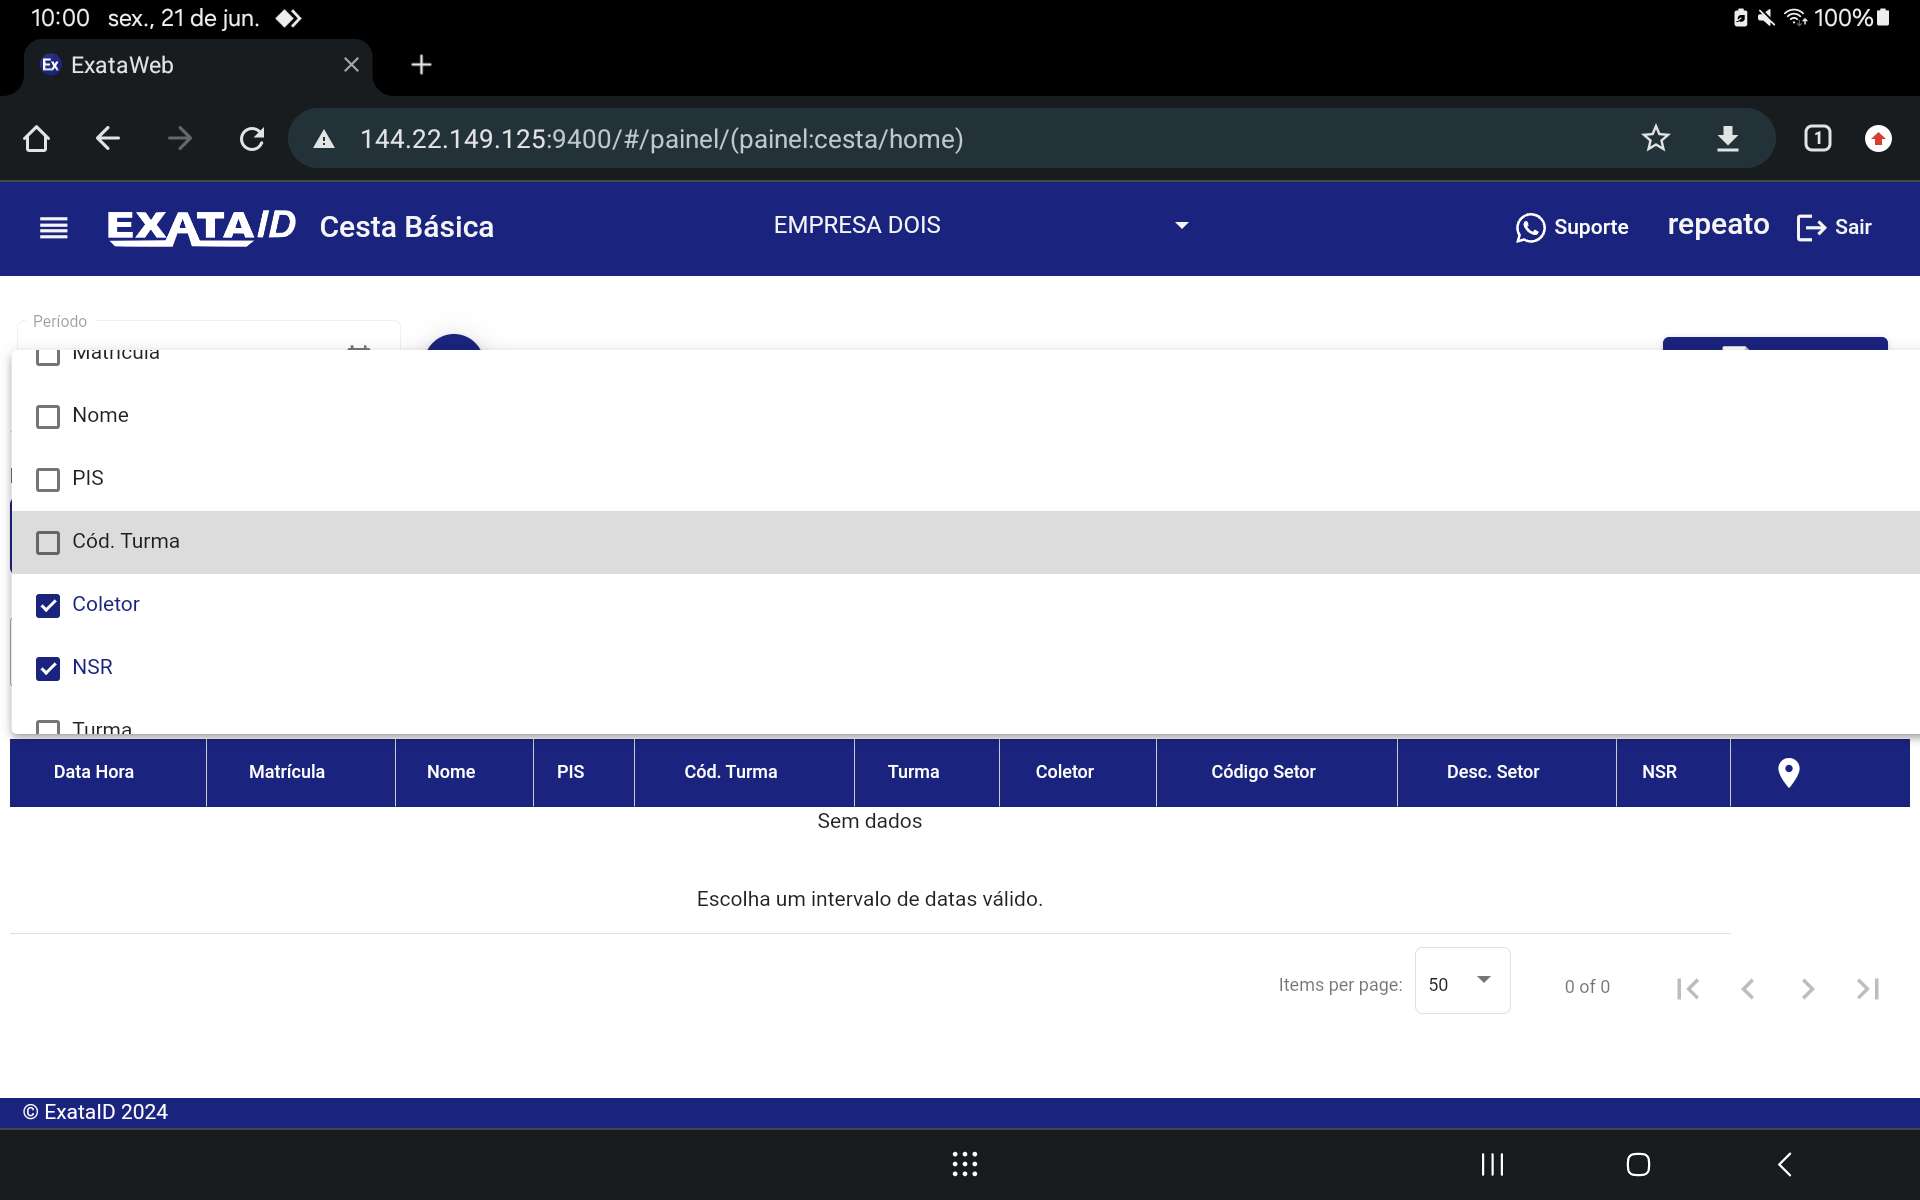 10:00 sex., 21 de jun. 100%
Ex ExataWeb
144.22.149.125:9400/#/painel/(painel:cesta/home) 1
EXATAID Cesta Básica EMPRESA DOIS Suporte repeato Sair
Período
Matrícula
Nome
PIS
Cód. Turma
Coletor
NSR
Turma
Data Hora Matrícula Nome PIS Cód. Turma Turma Coletor Código Setor Desc. Setor NSR
Sem dados
Escolha um intervalo de datas válido.
Items per page: 50 0 of 0
© ExataID 2024